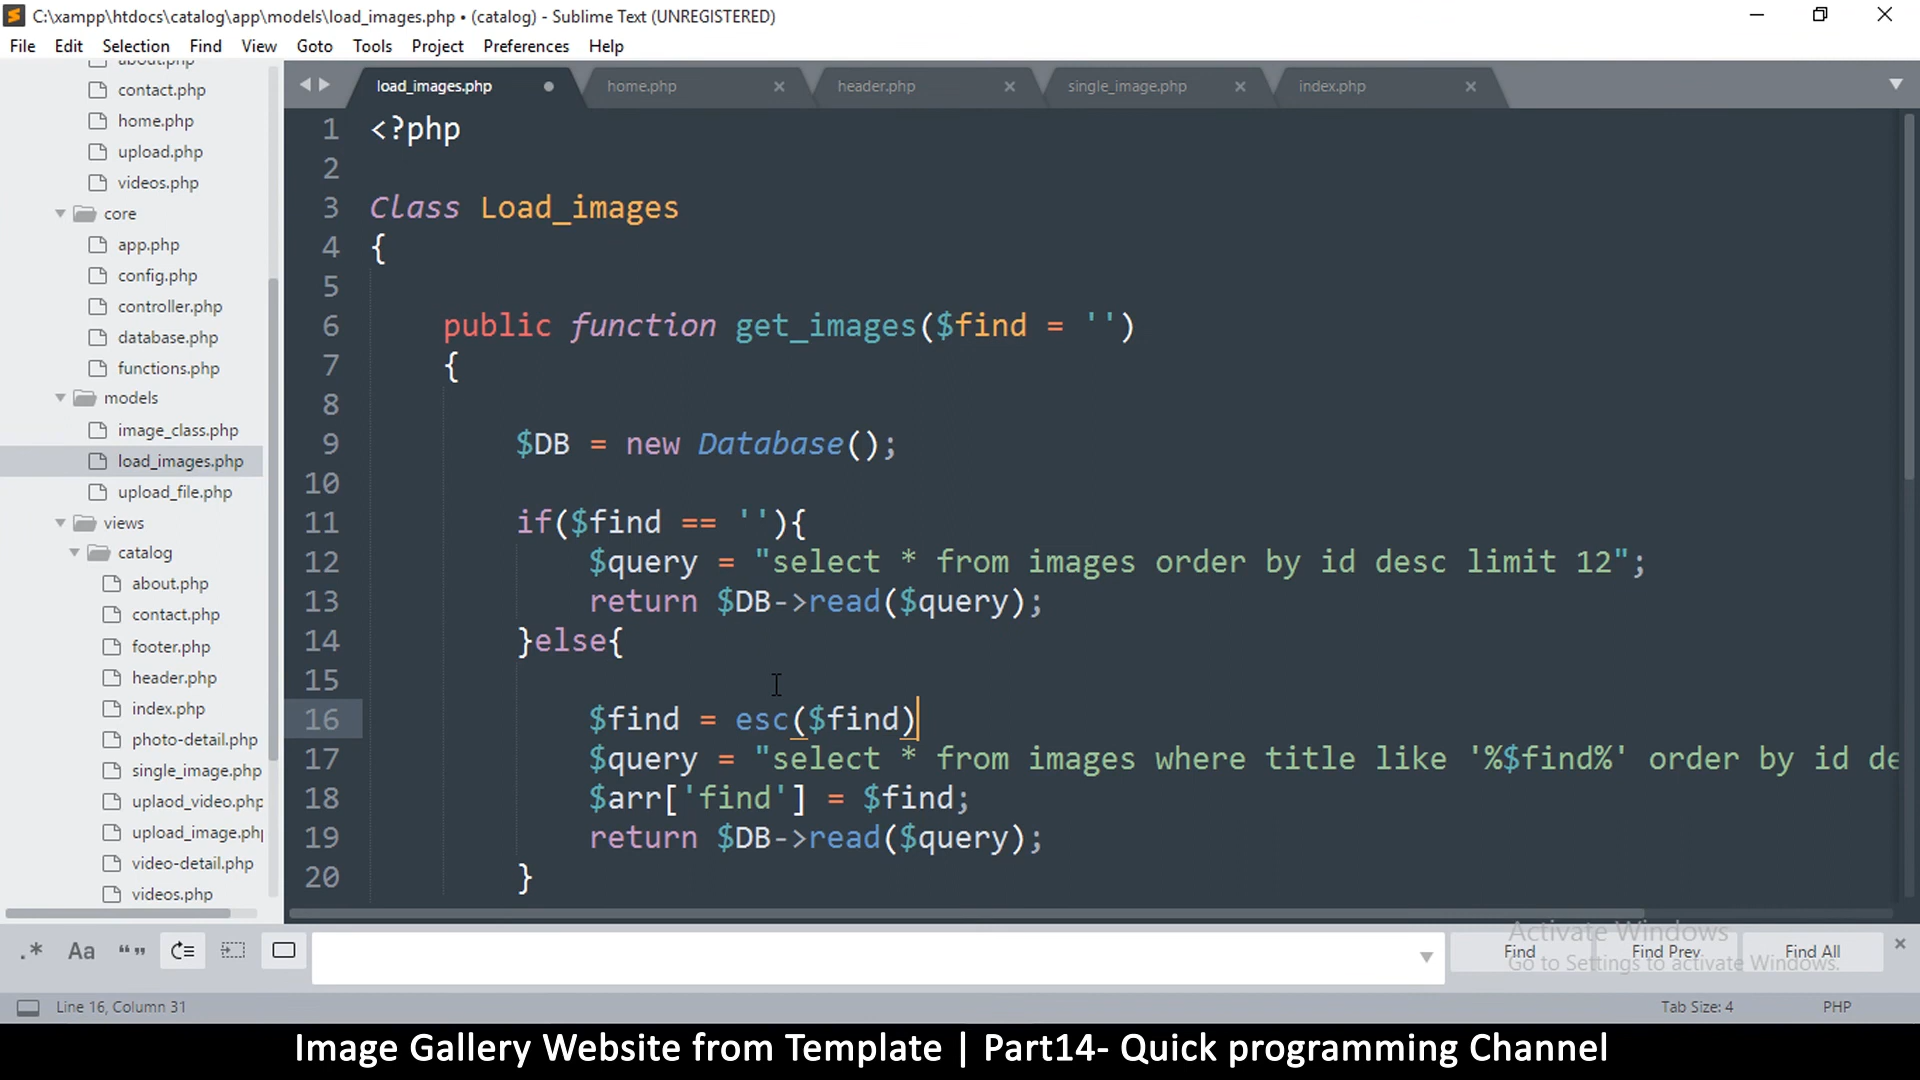 C:\xampp\htdocs\catalog\app\models\load_images.php • (catalog) - Sublime Text (UNREGISTERED)
File Edit Selection Find View Goto Tools Project Preferences Help
about.php
contact.php
home.php
upload.php
videos.php
core
app.php
config.php
controller.php
database.php
functions.php
models
image_class.php
load_images.php
upload_file.php
views
catalog
about.php
contact.php
footer.php
header.php
index.php
photo-detail.php
single_image.php
uplaod_video.php
upload_image.ph
video-detail.php
videos.php
load_images.php home.php header.php single_image.php index.php
1 <?php
2
3 Class Load_images
4 {
5
6 public function get_images($find = '')
7 {
8
9 $DB = new Database();
10
11 if($find == ''){
12 $query = "select * from images order by id desc limit 12";
13 return $DB->read($query);
14 }else{
15
16 $find = esc($find)
17 $query = "select * from images where title like '%$find%' order by id de
18 $arr['find'] = $find;
19 return $DB->read($query);
20 }
.* Aa “” Find Find Prev Find All
Activate Windows
Go to Settings to activate Windows.
Line 16, Column 31 Tab Size: 4 PHP
Image Gallery Website from Template | Part14- Quick programming Channel